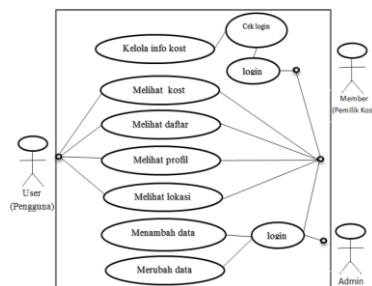 Cek login
Kelola info kost
login
Member
(Pemilik Kos
Melihat kost
Melihat daftar
Melihat profil
User
(Pengguna)
Melihat lokasi
Menambah data
login
Merubah data
Admin